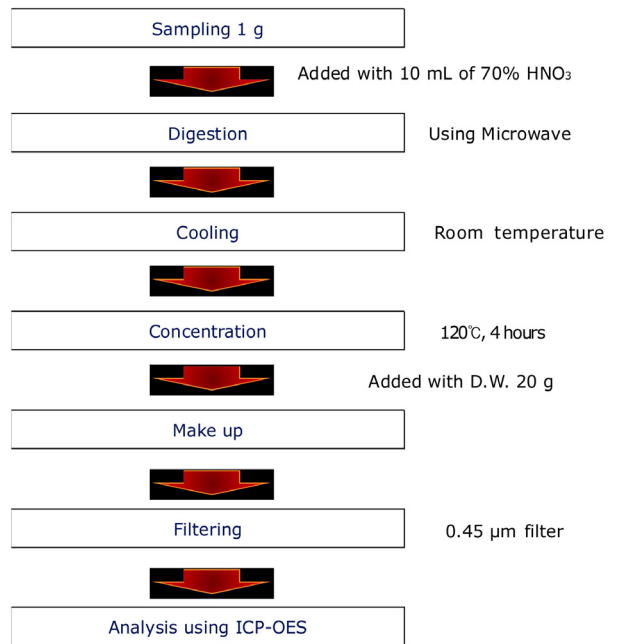 Sampling 1 g
Added with 10 mL of 70% HNO₃
Digestion
Using Microwave
Cooling
Room temperature
Concentration
120℃, 4 hours
Added with D.W. 20 g
Make up
Filtering
0.45 μm filter
Analysis using ICP-OES